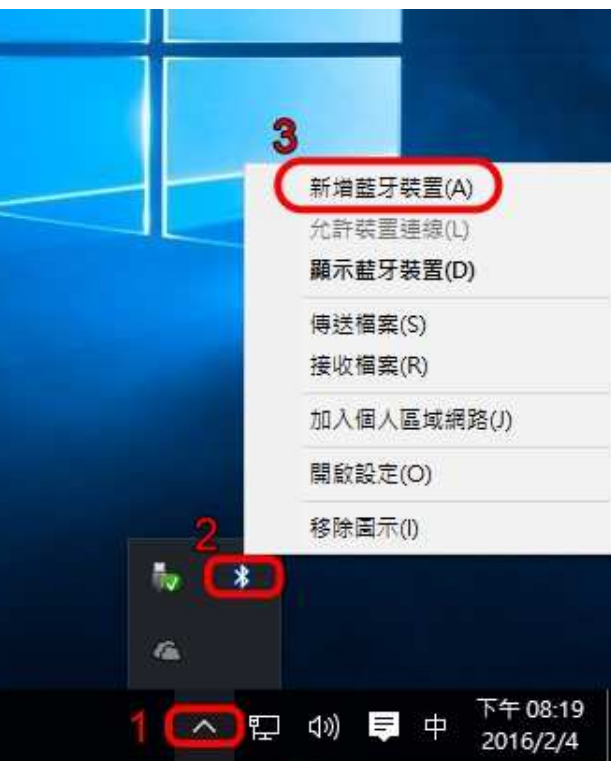 3
新增藍牙裝置(A)
允許裝置連線(L)
顯示藍牙裝置(D)
傳送檔案(S)
接收檔案(R)
加入個人區域網路(J)
開啟設定(O)
移除圖示(I)
2
1
中
下午 08:19
2016/2/4